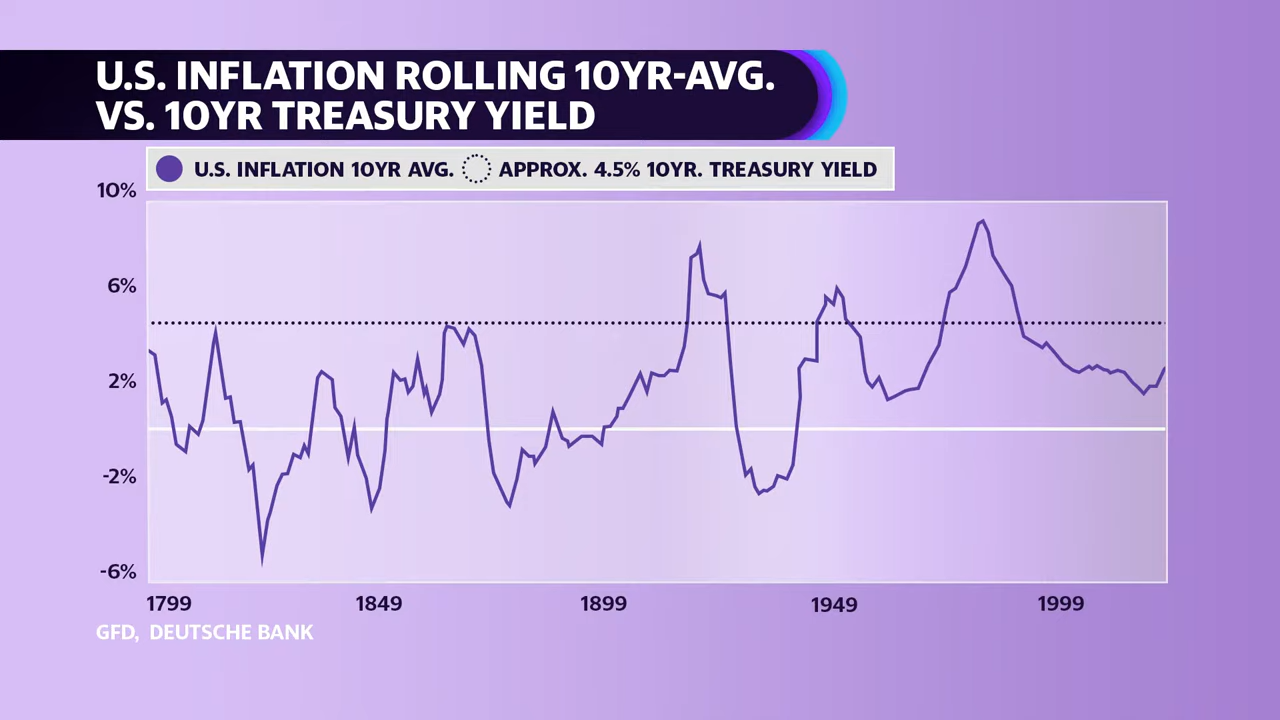 U.S. INFLATION ROLLING 10YR-AVG.
VS. 10YR TREASURY YIELD
U.S. INFLATION 10YR AVG. APPROX. 4.5% 10YR. TREASURY YIELD
10%
6%
2%
-2%
-6%
1799 1849 1899 1949 1999
GFD, DEUTSCHE BANK